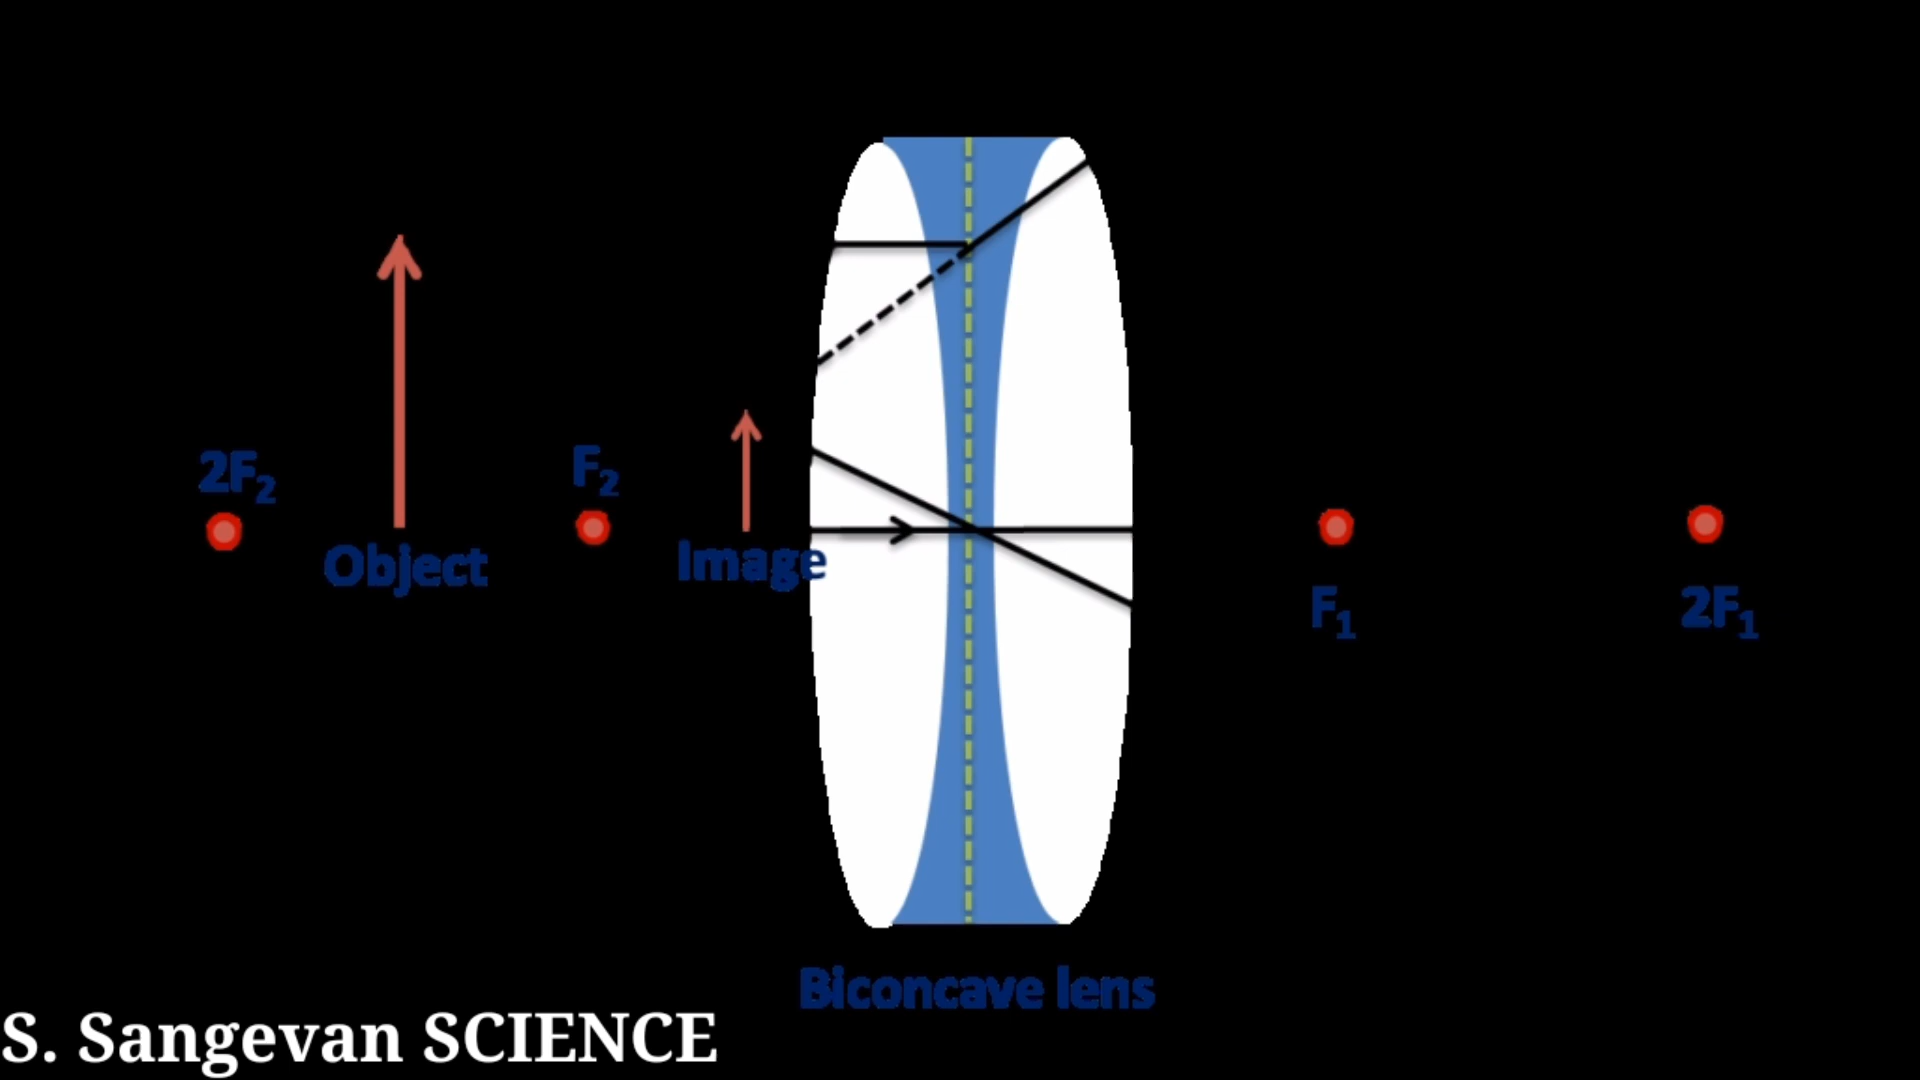 2F₂
F₂
Object
Image
F₁
2F₁
Biconcave lens
S. Sangevan SCIENCE